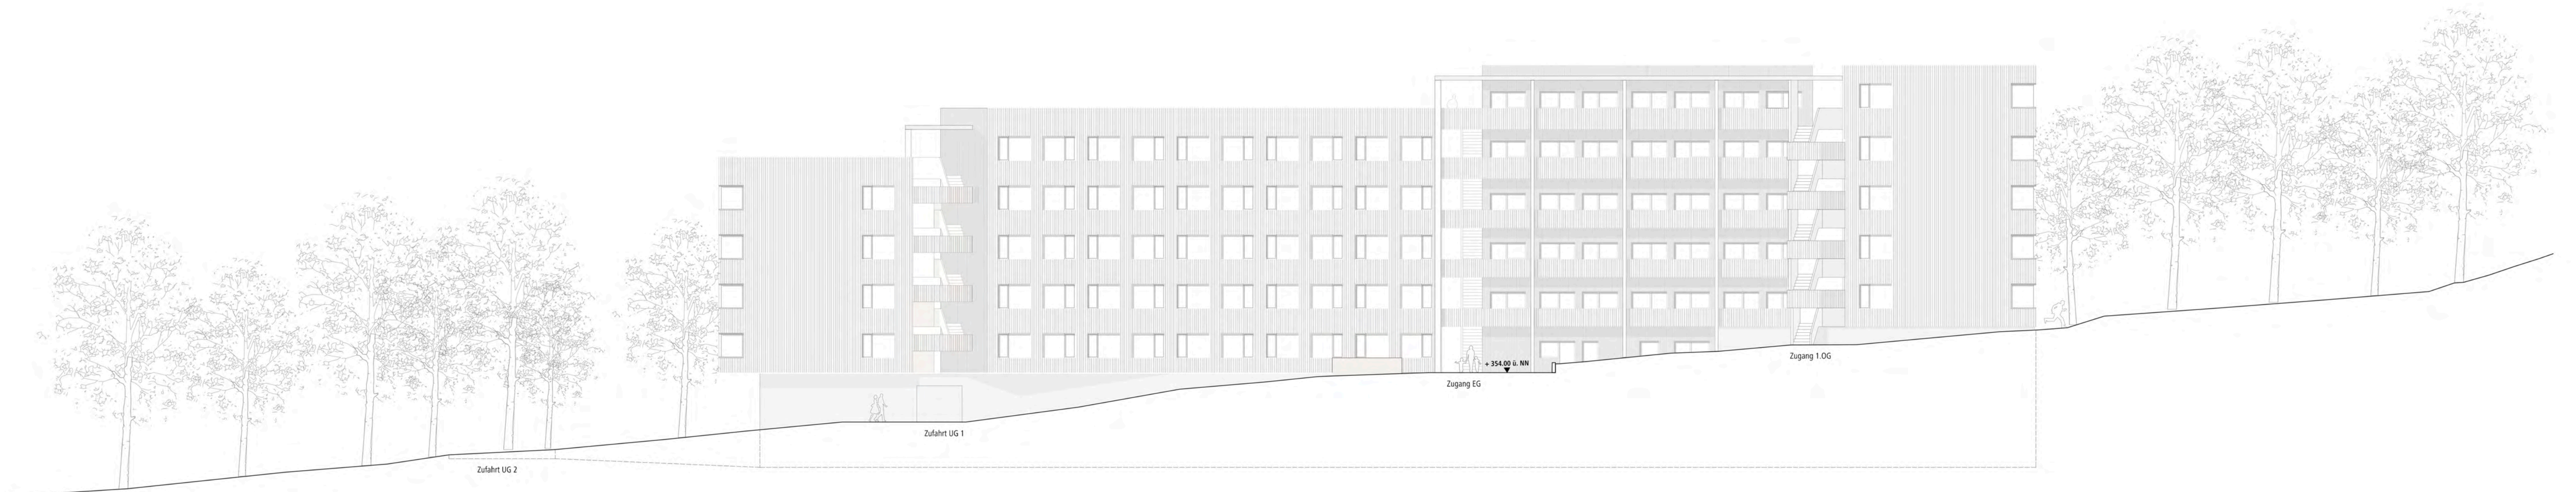 Zufahrt UG 2
Zufahrt UG 1
+ 354.00 ü. NN
Zugang EG
Zugang 1.OG